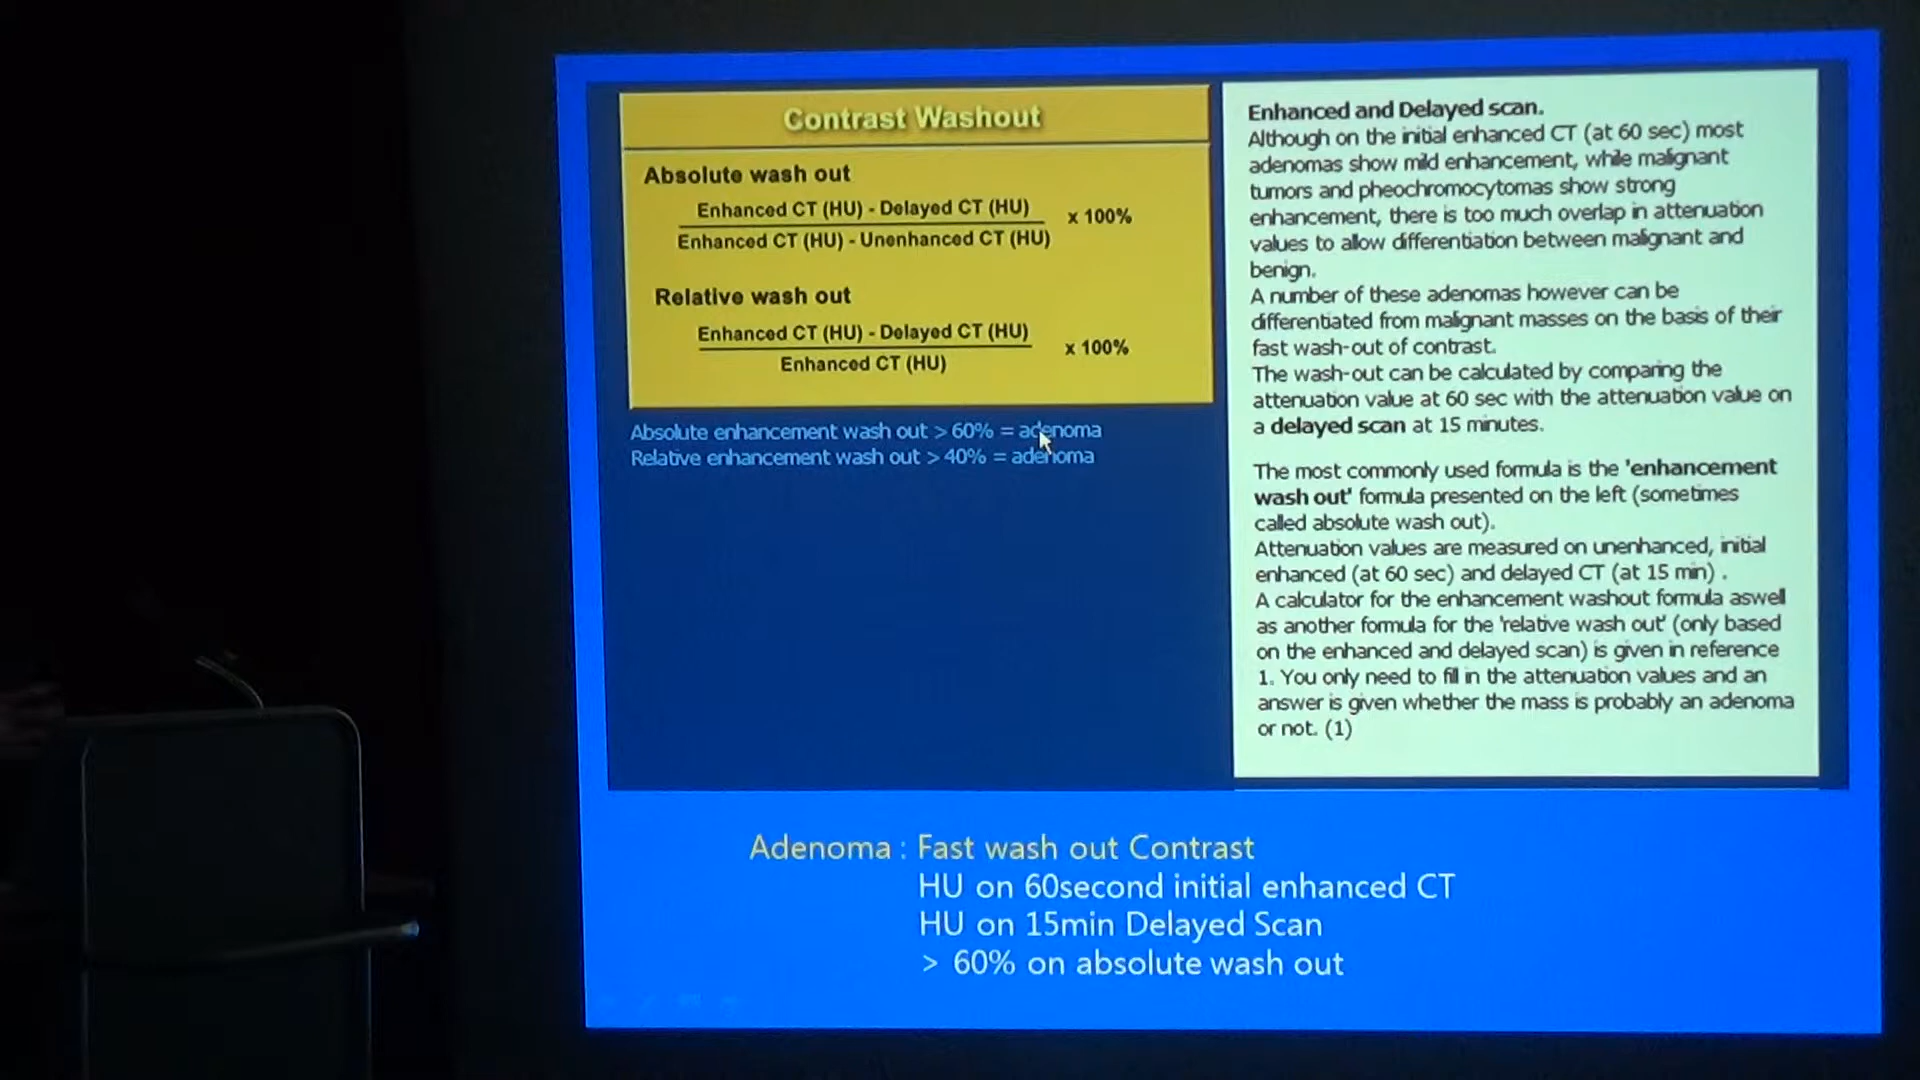 Contrast Washout
Absolute wash out
Enhanced CT (HU) - Delayed CT (HU)
x 100%
Enhanced CT (HU) - Unenhanced CT (HU)
Relative wash out
Enhanced CT (HU) - Delayed CT (HU)
x 100%
Enhanced CT (HU)
Absolute enhancement wash out > 60% = adenoma
Relative enhancement wash out > 40% = adenoma
Enhanced and Delayed scan.
Although on the initial enhanced CT (at 60 sec) most
adenomas show mild enhancement, while malignant
tumors and pheochromocytomas show strong
enhancement, there is too much overlap in attenuation
values to allow differentiation between malignant and
benign.
A number of these adenomas however can be
differentiated from malignant masses on the basis of their
fast wash-out of contrast.
The wash-out can be calculated by comparing the
attenuation value at 60 sec with the attenuation value on
a delayed scan at 15 minutes.
The most commonly used formula is the 'enhancement
wash out' formula presented on the left (sometimes
called absolute wash out).
Attenuation values are measured on unenhanced, initial
enhanced (at 60 sec) and delayed CT (at 15 min) .
A calculator for the enhancement washout formula aswell
as another formula for the 'relative wash out' (only based
on the enhanced and delayed scan) is given in reference
1. You only need to fill in the attenuation values and an
answer is given whether the mass is probably an adenoma
or not. (1)
Adenoma : Fast wash out Contrast
HU on 60second initial enhanced CT
HU on 15min Delayed Scan
> 60% on absolute wash out